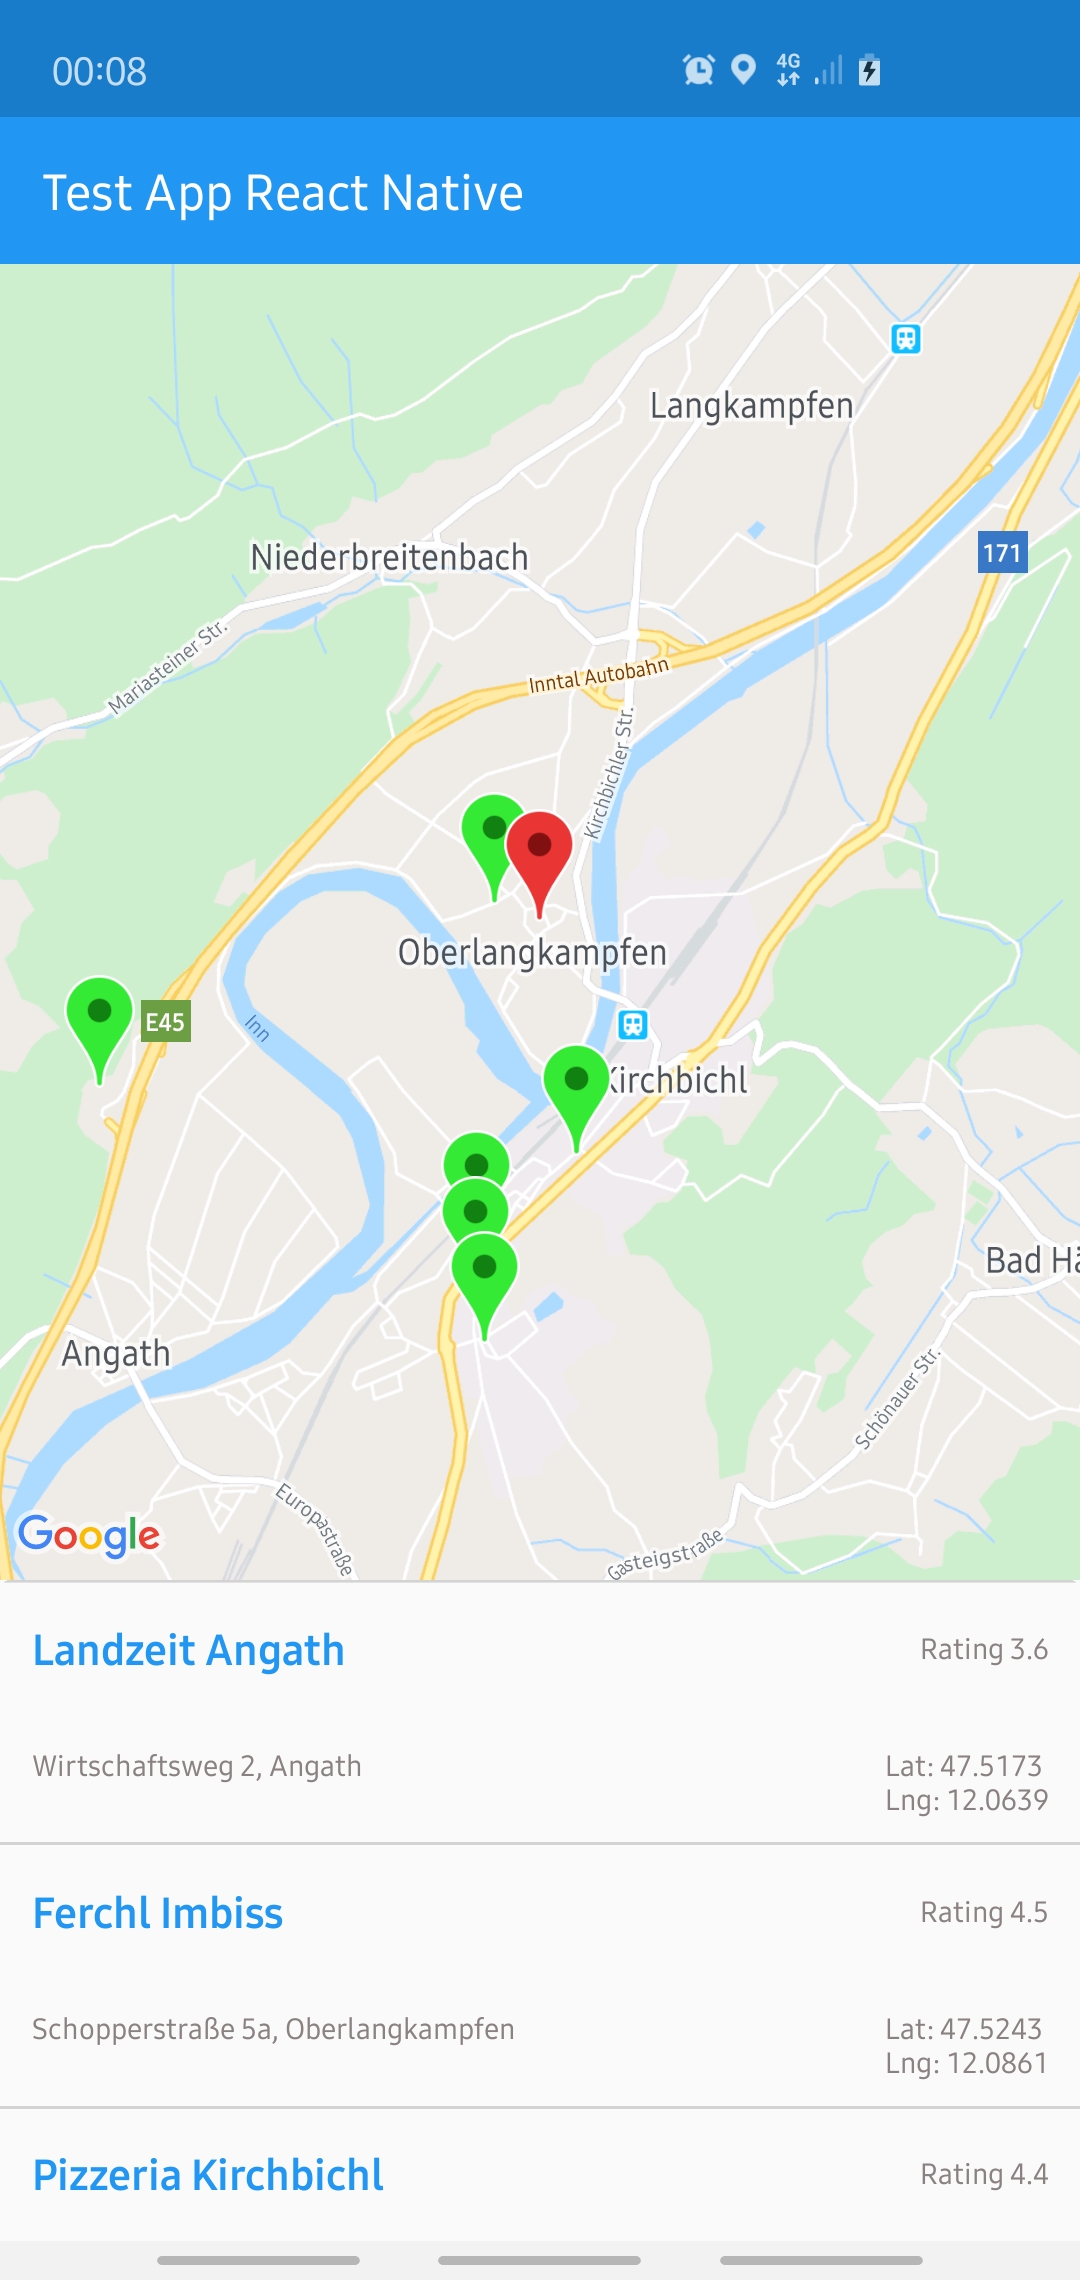 00:08
4G
Test App React Native
Langkampfen
Niederbreitenbach
171
Mariasteiner Str.
Inntal Autobahn
Kirchbichler Str.
Oberlangkampfen
E45
Inn
Kirchbichl
Bad Hä
Angath
Schönauer Str.
Europastraße
Google
Gasteigstraße
Landzeit Angath
Rating 3.6
Wirtschaftsweg 2, Angath
Lat: 47.5173
Lng: 12.0639
Ferchl Imbiss
Rating 4.5
Schopperstraße 5a, Oberlangkampfen
Lat: 47.5243
Lng: 12.0861
Pizzeria Kirchbichl
Rating 4.4